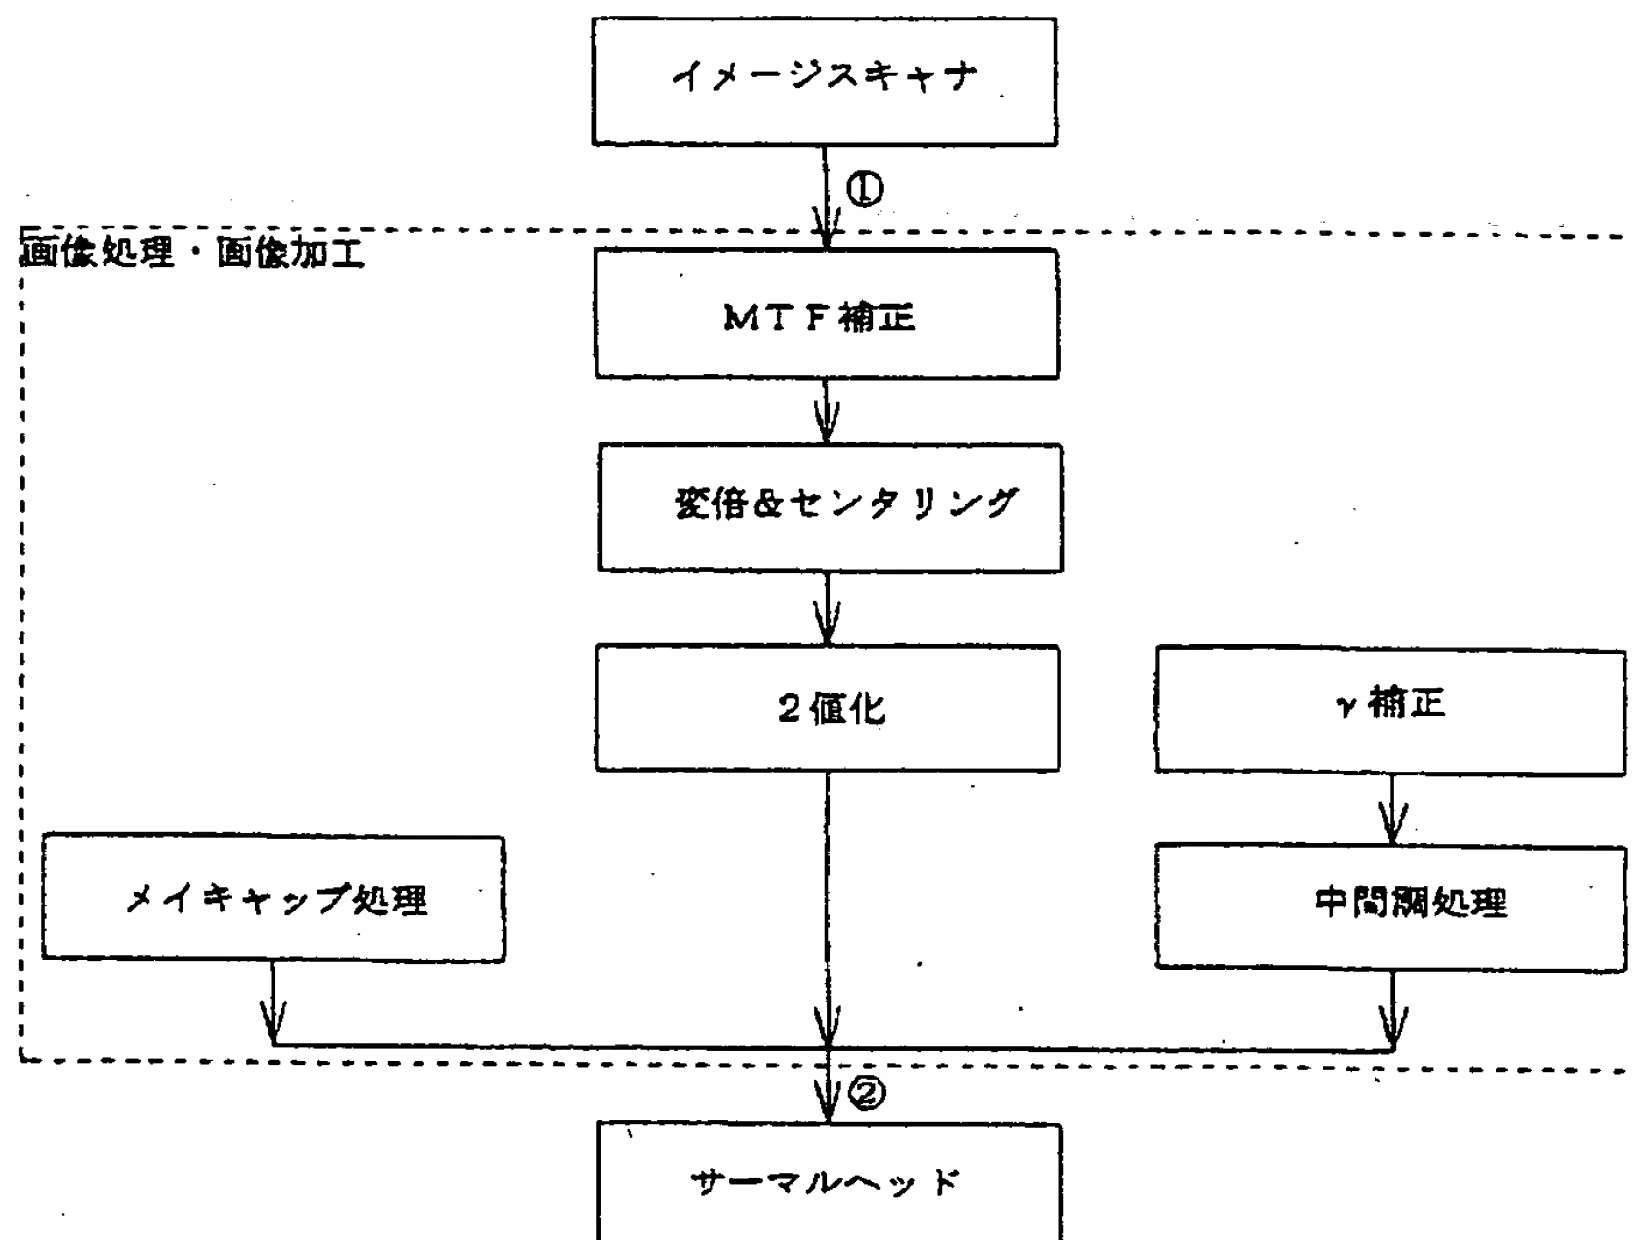 イメージスキャナ
①
画像処理・画像加工
ＭＴＦ補正
変倍＆センタリング
２値化
γ補正
メイキャップ処理
中間調処理
②
サーマルヘッド